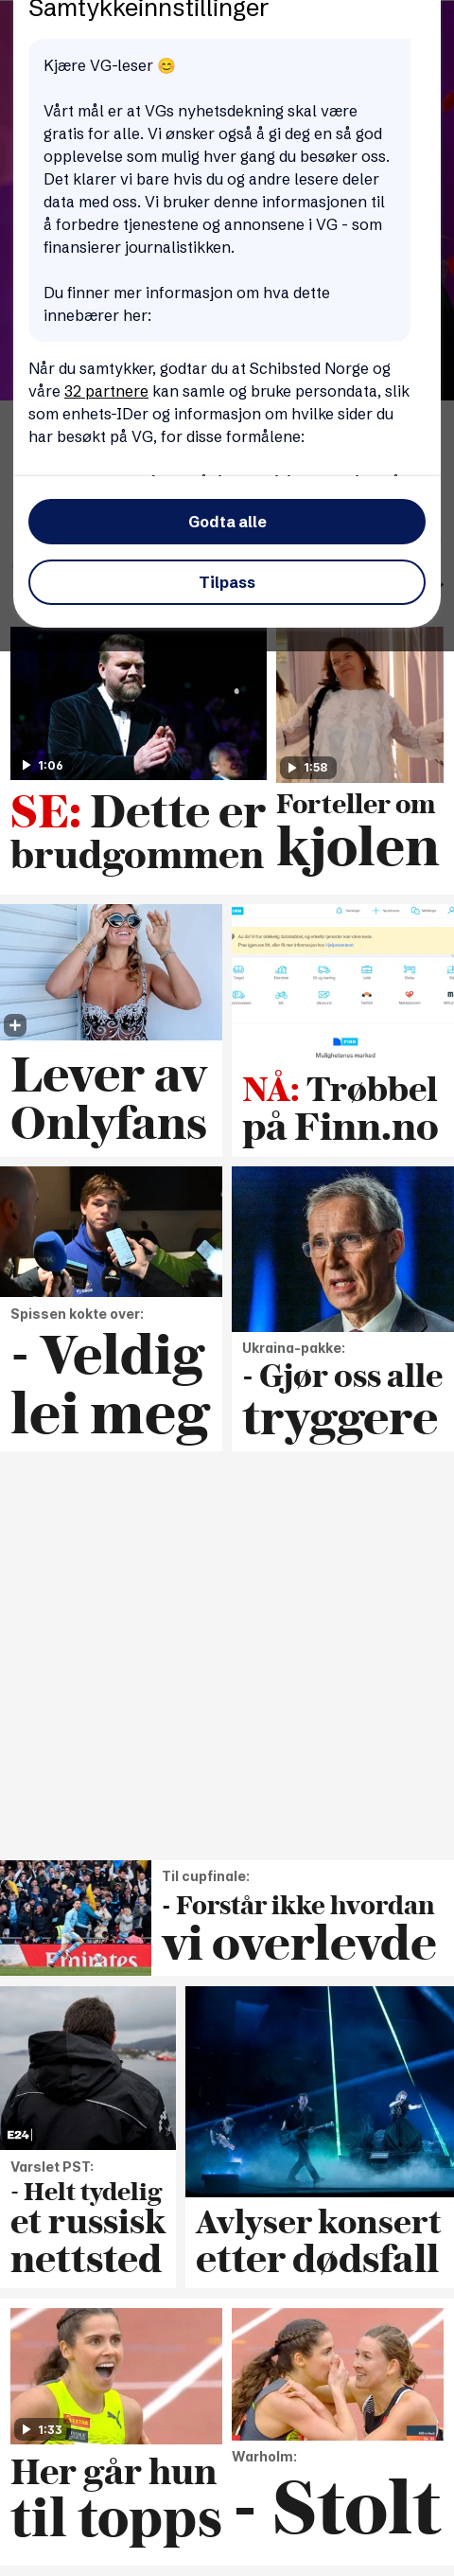 Samtykkeinnstillinger
Kjære VG-leser 😊
Vårt mål er at VGs nyhetsdekning skal være
gratis for alle. Vi ønsker også å gi deg en så god
opplevelse som mulig hver gang du besøker oss.
Det klarer vi bare hvis du og andre lesere deler
data med oss. Vi bruker denne informasjonen til
å forbedre tjenestene og annonsene i VG - som
finansierer journalistikken.
Du finner mer informasjon om hva dette
innebærer her:
Når du samtykker, godtar du at Schibsted Norge og
våre 32 partnere kan samle og bruke persondata, slik
som enhets-IDer og informasjon om hvilke sider du
har besøkt på VG, for disse formålene:
Godta alle
Tilpass
1:06
SE: Dette er
brudgommen
1:58
Forteller om
kjolen
Lever av
Onlyfans
FINN
Mulighetenes marked
NÅ: Trøbbel
på Finn.no
Spissen kokte over:
- Veldig
lei meg
Ukraina-pakke:
- Gjør oss alle
tryggere
Emirates
Til cupfinale:
- Forstår ikke hvordan
vi overlevde
E24
Varslet PST:
- Helt tydelig
et russisk
nettsted
Avlyser konsert
etter dødsfall
1:33
Her går hun
til topps
Warholm:
- Stolt